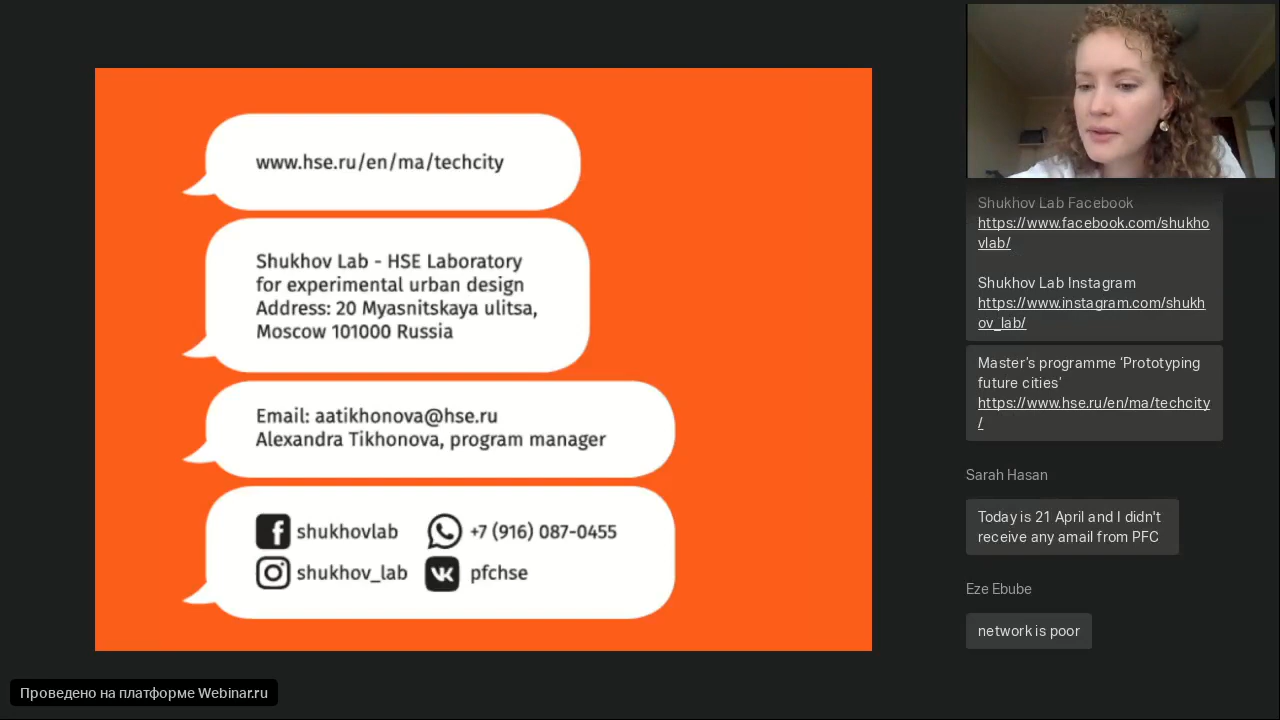 www.hse.ru/en/ma/techcity
Shukhov Lab - HSE Laboratory
for experimental urban design
Address: 20 Myasnitskaya ulitsa,
Moscow 101000 Russia
Email: aatikhonova@hse.ru
Alexandra Tikhonova, program manager
shukhovlab
+7 (916) 087-0455
shukhov_lab
pfchse
Shukhov Lab Facebook
https://www.facebook.com/shukho
vlab/
Shukhov Lab Instagram
https://www.instagram.com/shukh
ov_lab/
Master's programme 'Prototyping
future cities'
https://www.hse.ru/en/ma/techcity
/
Sarah Hasan
Today is 21 April and I didn't
receive any amail from PFC
Eze Ebube
network is poor
Проведено на платформе Webinar.ru